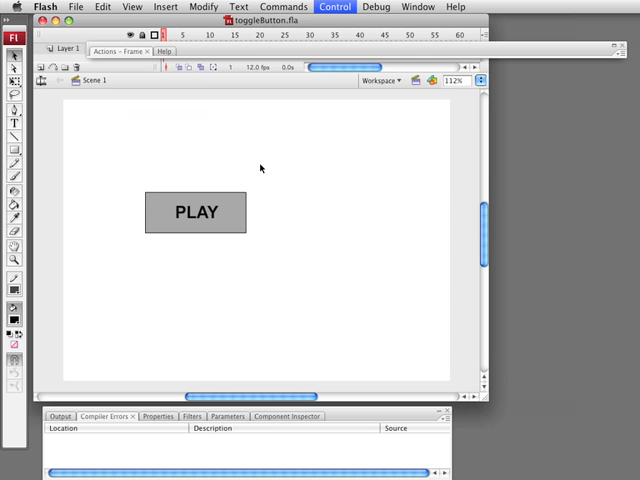 Flash File Edit View Insert Modify Text Commands Control Debug Window Help
toggleButton.fla
Fl
1 5 10 15 20 25 30 35 40 45 50 55 60
Layer 1
Actions – Frame Help
1 12.0 fps 0.0s
Scene 1 Workspace 112%
T
PLAY
Output Compiler Errors Properties Filters Parameters Component Inspector
Location Description Source